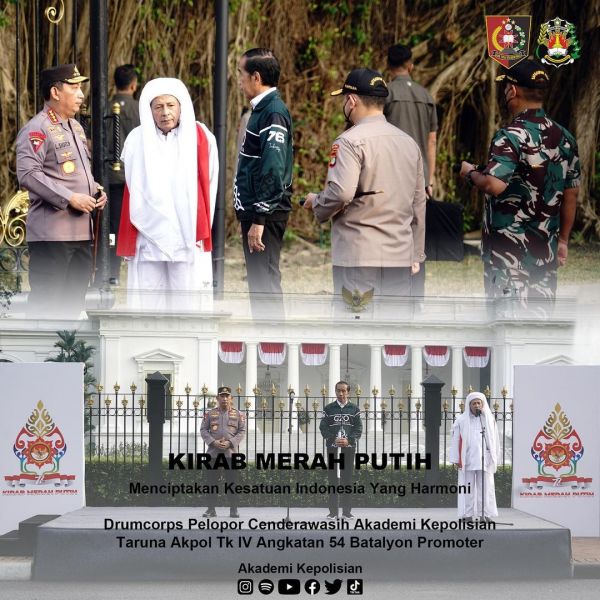 76
KIRAB MERAH PUTIH
KIRAB MERAH PUTIH
KIRAB MERAH PUTIH
Menciptakan Kesatuan Indonesia Yang Harmoni
Drumcorps Pelopor Cenderawasih Akademi Kepolisian
Taruna Akpol Tk IV Angkatan 54 Batalyon Promoter
Akademi Kepolisian